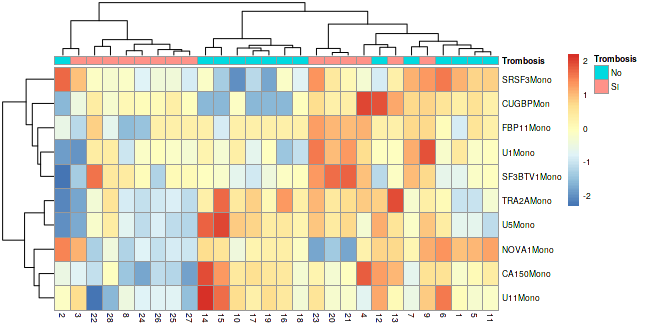 Trombosis
SRSF3Mono
CUGBPMon
FBP11Mono
U1Mono
SF3BTV1Mono
TRA2AMono
U5Mono
NOVA1Mono
CA150Mono
U11Mono
2 3 22 28 8 24 26 25 27 14 15 10 17 19 16 18 23 20 21 4 12 13 7 9 6 1 5 11
2
1
0
-1
-2
Trombosis
No
SI